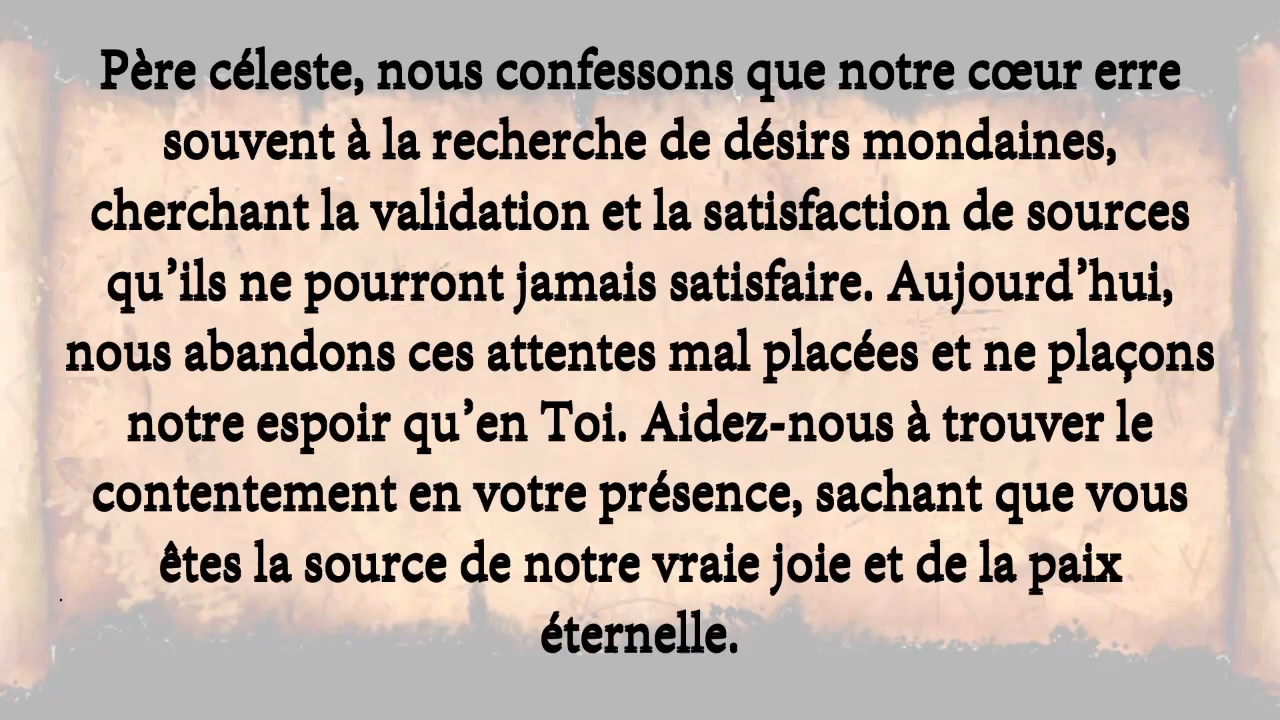 Père céleste, nous confessons que notre cœur erre
souvent à la recherche de désirs mondaines,
cherchant la validation et la satisfaction de sources
qu’ils ne pourront jamais satisfaire. Aujourd’hui,
nous abandons ces attentes mal placées et ne plaçons
notre espoir qu’en Toi. Aidez-nous à trouver le
contentement en votre présence, sachant que vous
êtes la source de notre vraie joie et de la paix
éternelle.